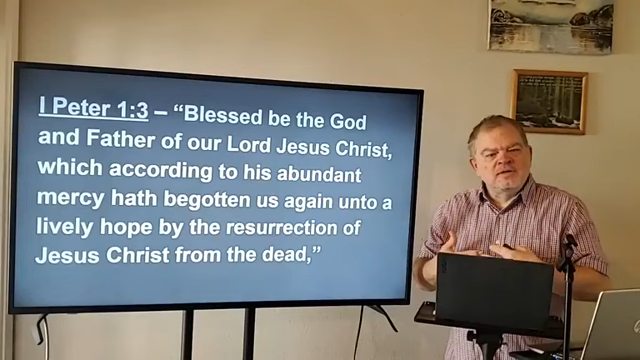 I Peter 1:3 – “Blessed be the God
and Father of our Lord Jesus Christ,
which according to his abundant
mercy hath begotten us again unto a
lively hope by the resurrection of
Jesus Christ from the dead,”